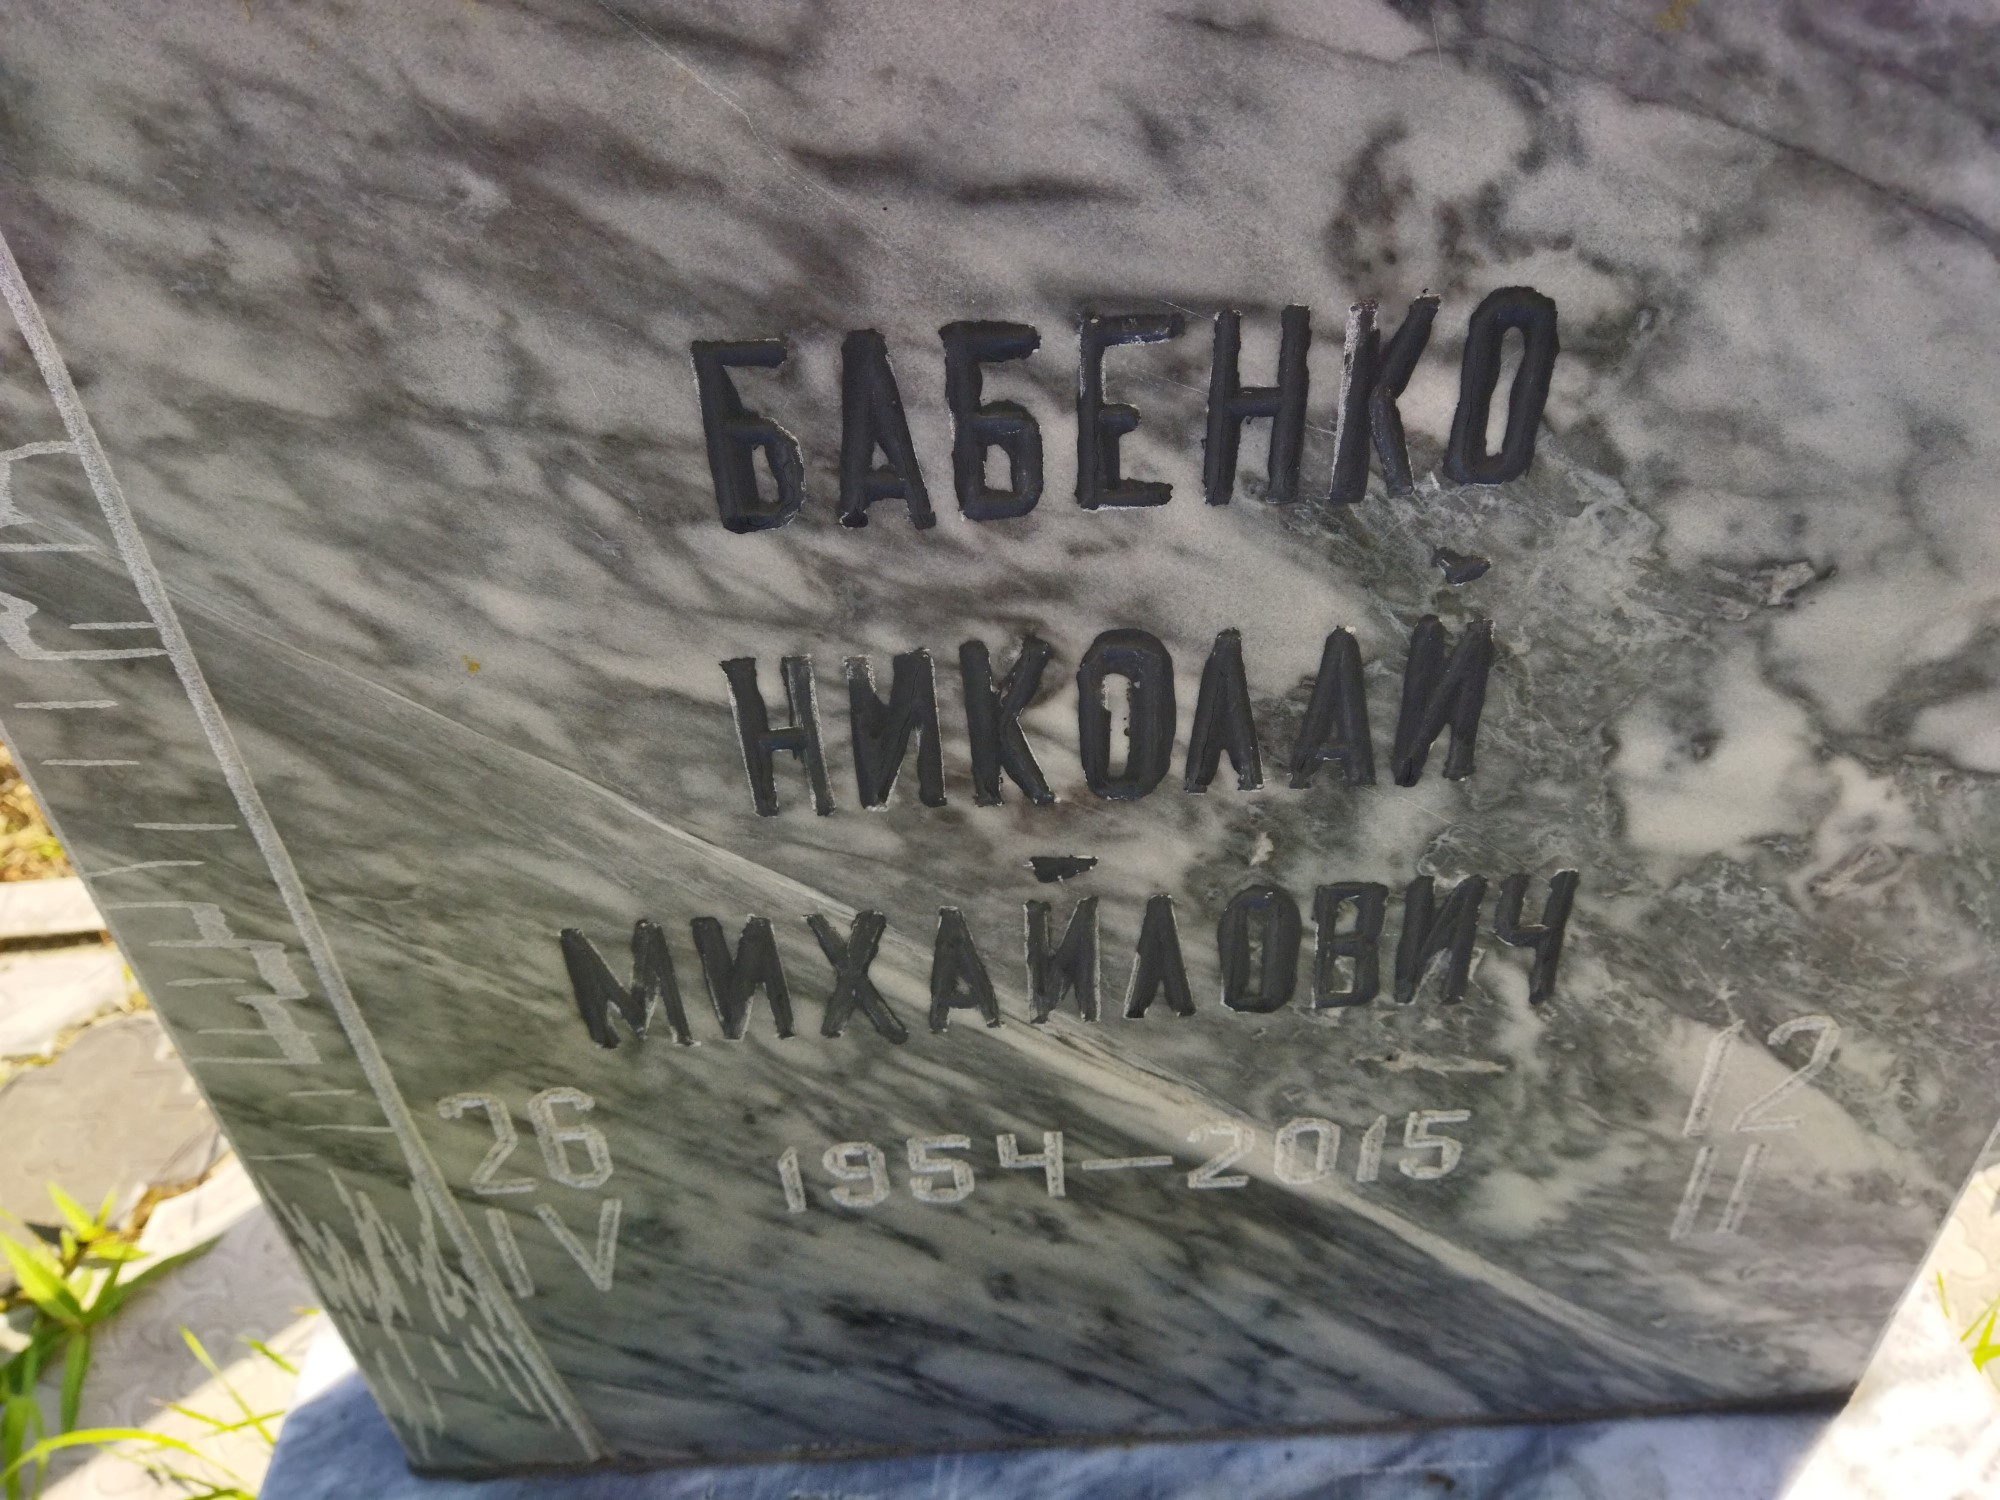 БАБЕНКО
НИКОЛАЙ
МИХАЙЛОВИЧ
26 1954—2015 12
IV II